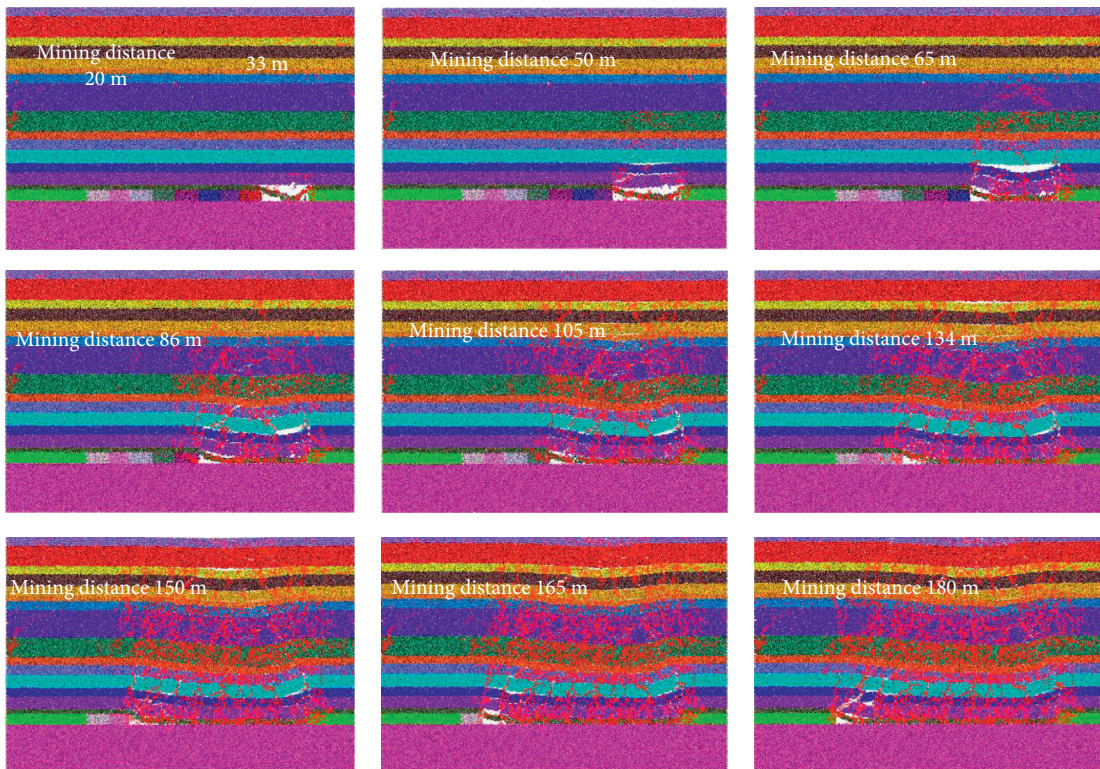 Mining distance
20 m
33 m
Mining distance 50 m
Mining distance 65 m
Mining distance 86 m
Mining distance 105 m
Mining distance 134 m
Mining distance 150 m
Mining distance 165 m
Mining distance 180 m